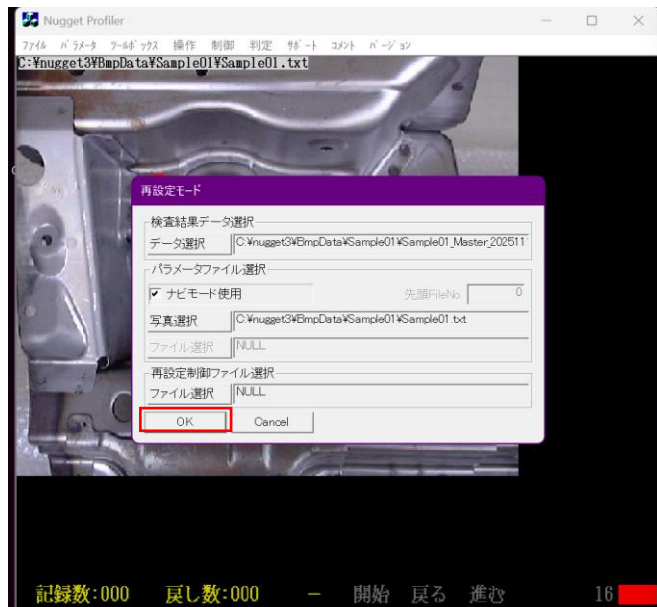 Nugget Profiler
ファイル パラメータ ツールボックス 操作 制御 判定 サポート コメント バージョン
C:¥nugget3¥BmpData¥Sample01¥Sample01.txt
再設定モード
検査結果データ選択
データ選択 C:¥nugget3¥BmpData¥Sample01¥Sample01_Master_202511
パラメータファイル選択
ナビモード使用 先頭FileNo 0
写真選択 C:¥nugget3¥BmpData¥Sample01¥Sample01.txt
ファイル選択 NULL
再設定制御ファイル選択
ファイル選択 NULL
OK Cancel
記録数:000 戻し数:000 － 開始 戻る 進む 16